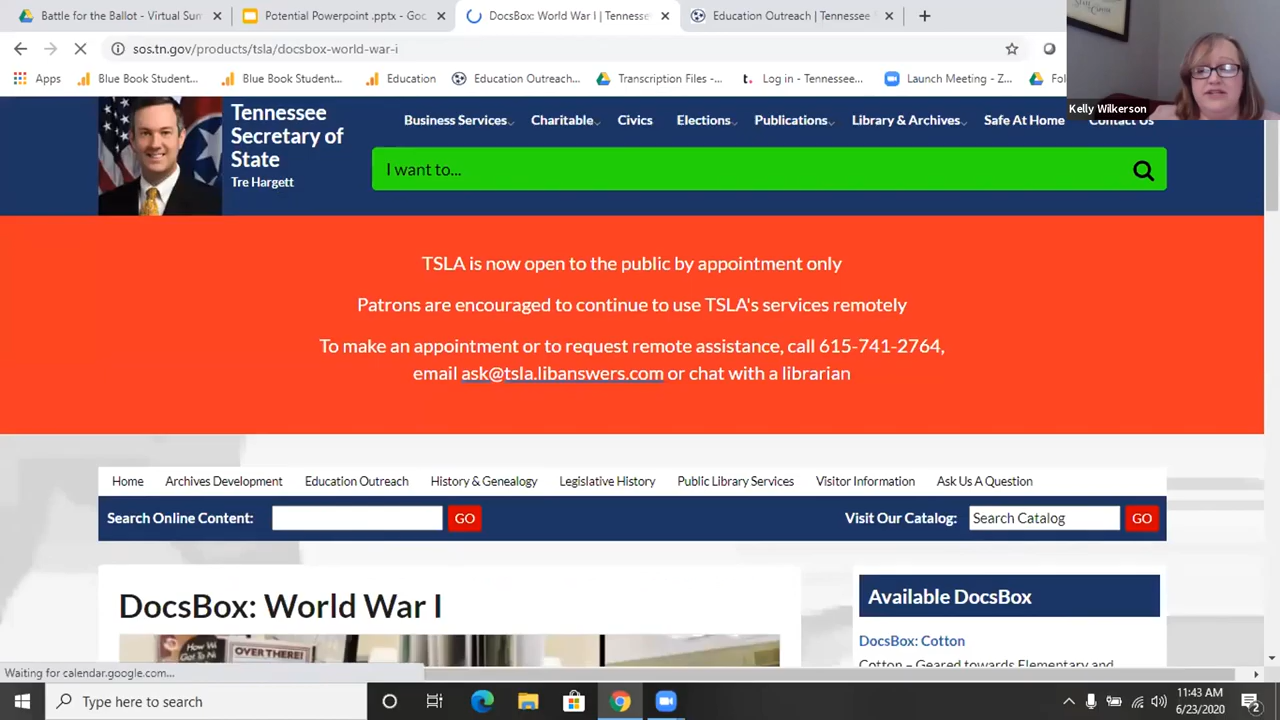 Battle for the Ballot - Virtual Sum
Potential Powerpoint .pptx - Goo
DocsBox: World War I | Tenness
Education Outreach | Tennessee
sos.tn.gov/products/tsla/docsbox-world-war-i
Apps
Blue Book Student...
Blue Book Student...
Education
Education Outreach...
Transcription Files -...
Log in - Tennessee...
Launch Meeting - Z...
Fol
Kelly Wilkerson
Tennessee
Secretary of
State
Tre Hargett
Business Services
Charitable
Civics
Elections
Publications
Library & Archives
Safe At Home
Contact Us
I want to...
TSLA is now open to the public by appointment only
Patrons are encouraged to continue to use TSLA's services remotely
To make an appointment or to request remote assistance, call 615-741-2764,
email ask@tsla.libanswers.com or chat with a librarian
Home
Archives Development
Education Outreach
History & Genealogy
Legislative History
Public Library Services
Visitor Information
Ask Us A Question
Search Online Content:
GO
Visit Our Catalog:
Search Catalog
GO
DocsBox: World War I
OVER THERE!
Available DocsBox
DocsBox: Cotton
Cotton – Geared towards Elementary and
Waiting for calendar.google.com...
Type here to search
11:43 AM
6/23/2020
2